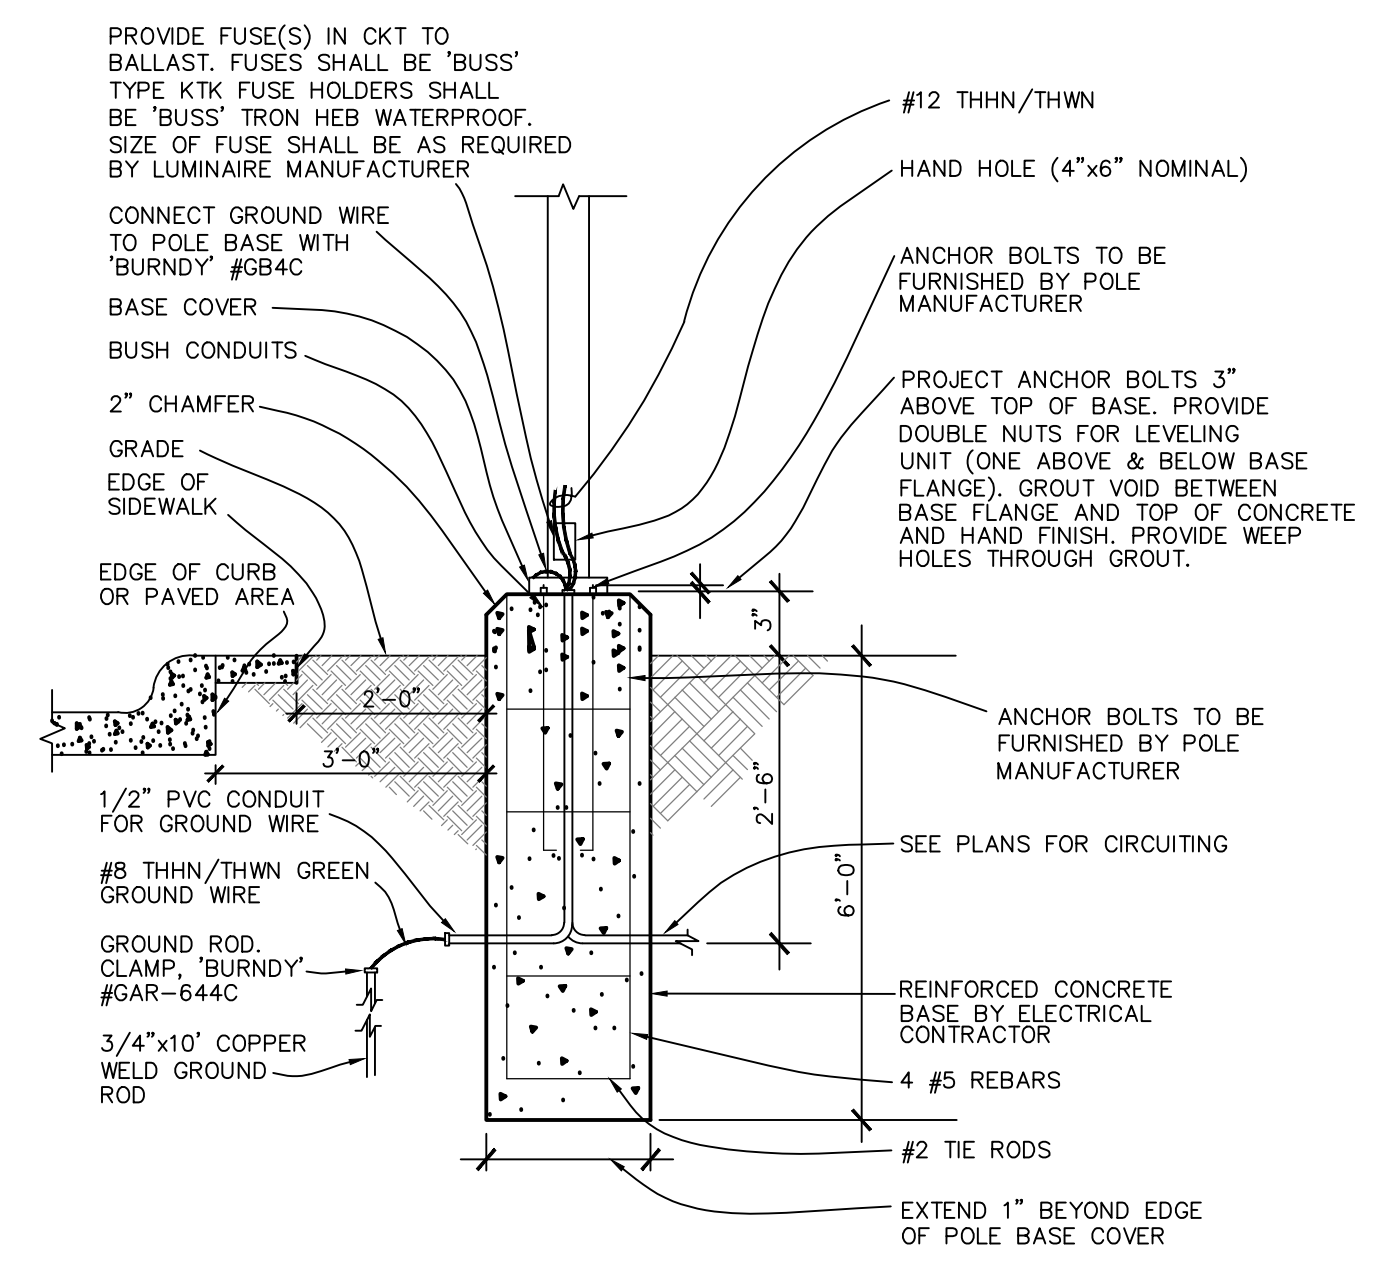 PROVIDE FUSE(S) IN CKT TO
BALLAST. FUSES SHALL BE 'BUSS'
TYPE KTK FUSE HOLDERS SHALL
BE 'BUSS' TRON HEB WATERPROOF.
SIZE OF FUSE SHALL BE AS REQUIRED
BY LUMINAIRE MANUFACTURER
CONNECT GROUND WIRE
TO POLE BASE WITH
'BURNDY' #GB4C
BASE COVER
BUSH CONDUITS
2" CHAMFER
GRADE
EDGE OF
SIDEWALK
EDGE OF CURB
OR PAVED AREA
2'-0"
3'-0"
1/2" PVC CONDUIT
FOR GROUND WIRE
#8 THHN/THWN GREEN
GROUND WIRE
GROUND ROD.
CLAMP, 'BURNDY'
#GAR-644C
3/4"x10' COPPER
WELD GROUND
ROD
#12 THHN/THWN
HAND HOLE (4"x6" NOMINAL)
ANCHOR BOLTS TO BE
FURNISHED BY POLE
MANUFACTURER
PROJECT ANCHOR BOLTS 3"
ABOVE TOP OF BASE. PROVIDE
DOUBLE NUTS FOR LEVELING
UNIT (ONE ABOVE & BELOW BASE
FLANGE). GROUT VOID BETWEEN
BASE FLANGE AND TOP OF CONCRETE
AND HAND FINISH. PROVIDE WEEP
HOLES THROUGH GROUT.
3"
ANCHOR BOLTS TO BE
FURNISHED BY POLE
MANUFACTURER
2'-6"
SEE PLANS FOR CIRCUITING
6'-0"
REINFORCED CONCRETE
BASE BY ELECTRICAL
CONTRACTOR
4 #5 REBARS
#2 TIE RODS
EXTEND 1" BEYOND EDGE
OF POLE BASE COVER